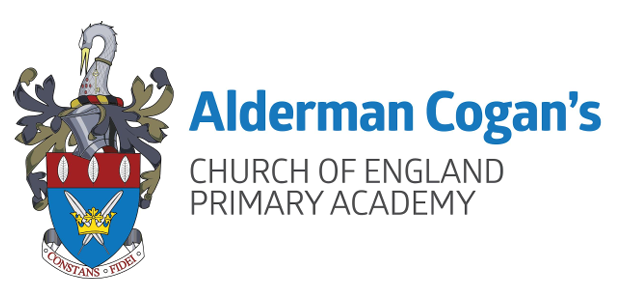 Alderman Cogan's
CHURCH OF ENGLAND
PRIMARY ACADEMY
CONSTANS FIDEI